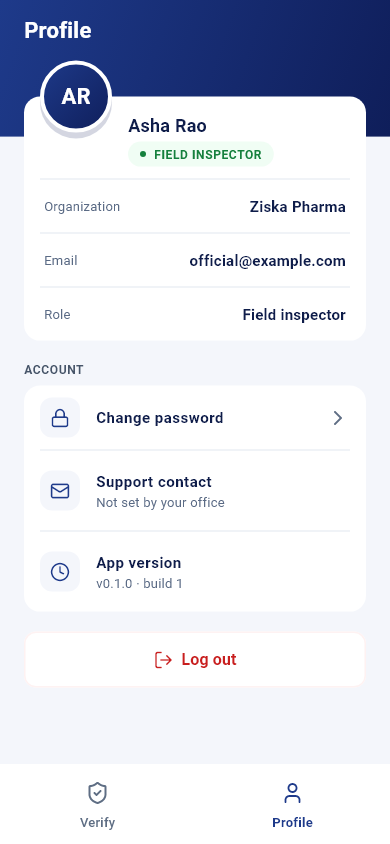 Profile
AR
Asha Rao
FIELD INSPECTOR
Organization Ziska Pharma
Email official@example.com
Role Field inspector
ACCOUNT
Change password
Support contact
Not set by your office
App version
v0.1.0 · build 1
Log out
Verify Profile